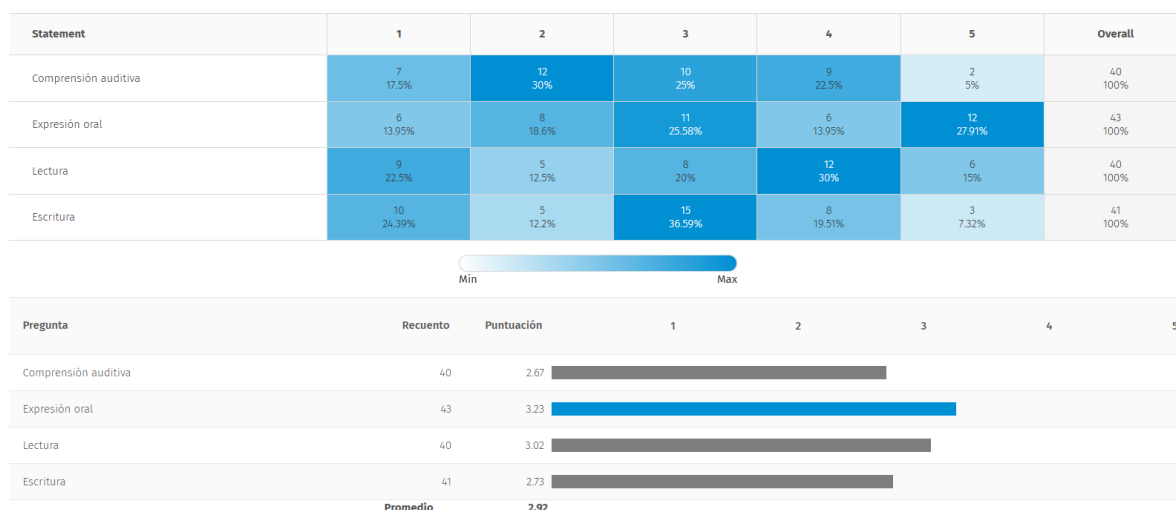 Statement 1 2 3 4 5 Overall
Comprensión auditiva 7 12 10 9 2 40
17.5% 30% 25% 22.5% 5% 100%
Expresión oral 6 8 11 6 12 43
13.95% 18.6% 25.58% 13.95% 27.91% 100%
Lectura 9 5 8 12 6 40
22.5% 12.5% 20% 30% 15% 100%
Escritura 10 5 15 8 3 41
24.39% 12.2% 36.59% 19.51% 7.32% 100%
Min Max
Pregunta Recuento Puntuación 1 2 3 4 5
Comprensión auditiva 40 2.67
Expresión oral 43 3.23
Lectura 40 3.02
Escritura 41 2.73
Promedio 2.92